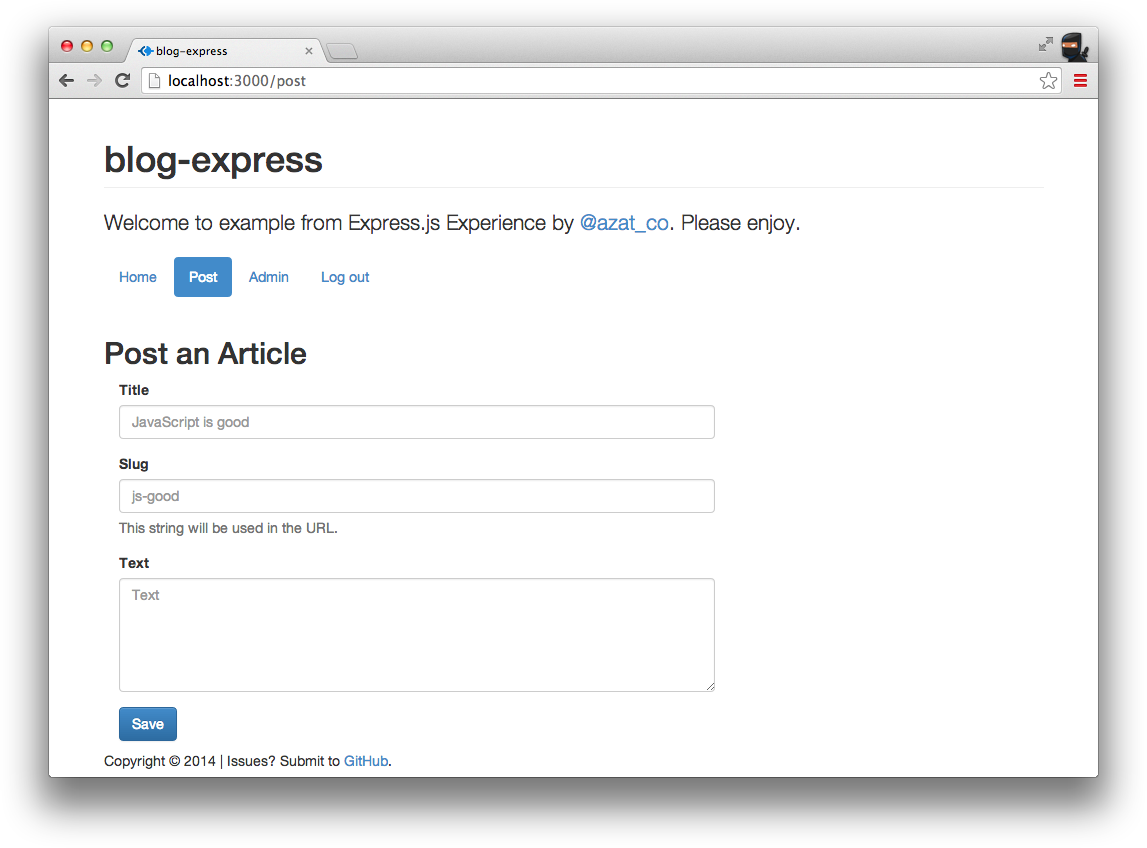 blog-express
localhost:3000/post
blog-express
Welcome to example from Express.js Experience by @azat_co. Please enjoy.
Home Post Admin Log out
Post an Article
Title
JavaScript is good
Slug
js-good
This string will be used in the URL.
Text
Text
Save
Copyright © 2014 | Issues? Submit to GitHub.